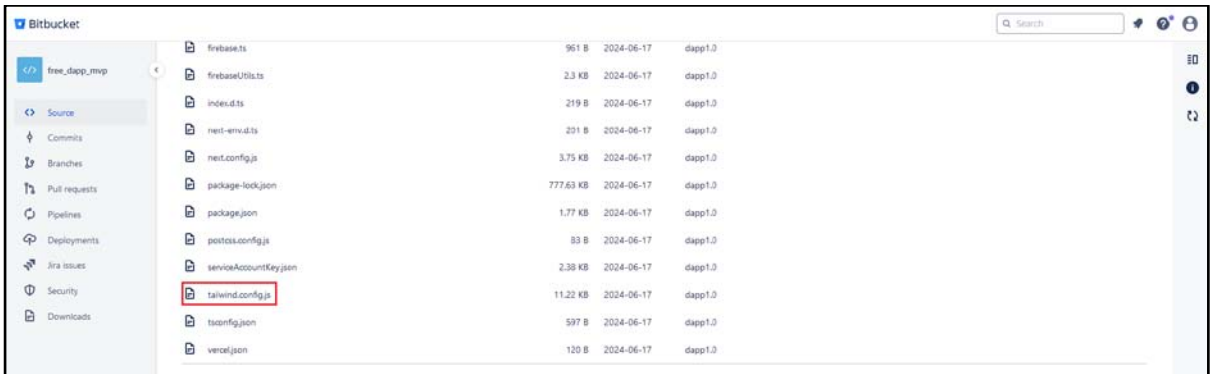 Bitbucket
Search
free_dapp_mvp
Source
Commits
Branches
Pull requests
Pipelines
Deployments
Jira issues
Security
Downloads
firebase.ts 961 B 2024-06-17 dapp1.0
firebaseUtils.ts 2.3 KB 2024-06-17 dapp1.0
index.d.ts 219 B 2024-06-17 dapp1.0
next-env.d.ts 201 B 2024-06-17 dapp1.0
next.config.js 3.75 KB 2024-06-17 dapp1.0
package-lock.json 777.63 KB 2024-06-17 dapp1.0
package.json 1.77 KB 2024-06-17 dapp1.0
postcss.config.js 83 B 2024-06-17 dapp1.0
serviceAccountKey.json 2.38 KB 2024-06-17 dapp1.0
tailwind.config.js 11.22 KB 2024-06-17 dapp1.0
tsconfig.json 597 B 2024-06-17 dapp1.0
vercel.json 120 B 2024-06-17 dapp1.0